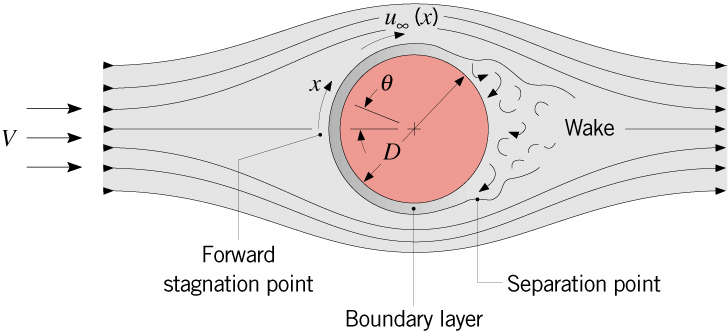 u∞ (x)
x
θ
V
D
Wake
Forward
stagnation point
Separation point
Boundary layer